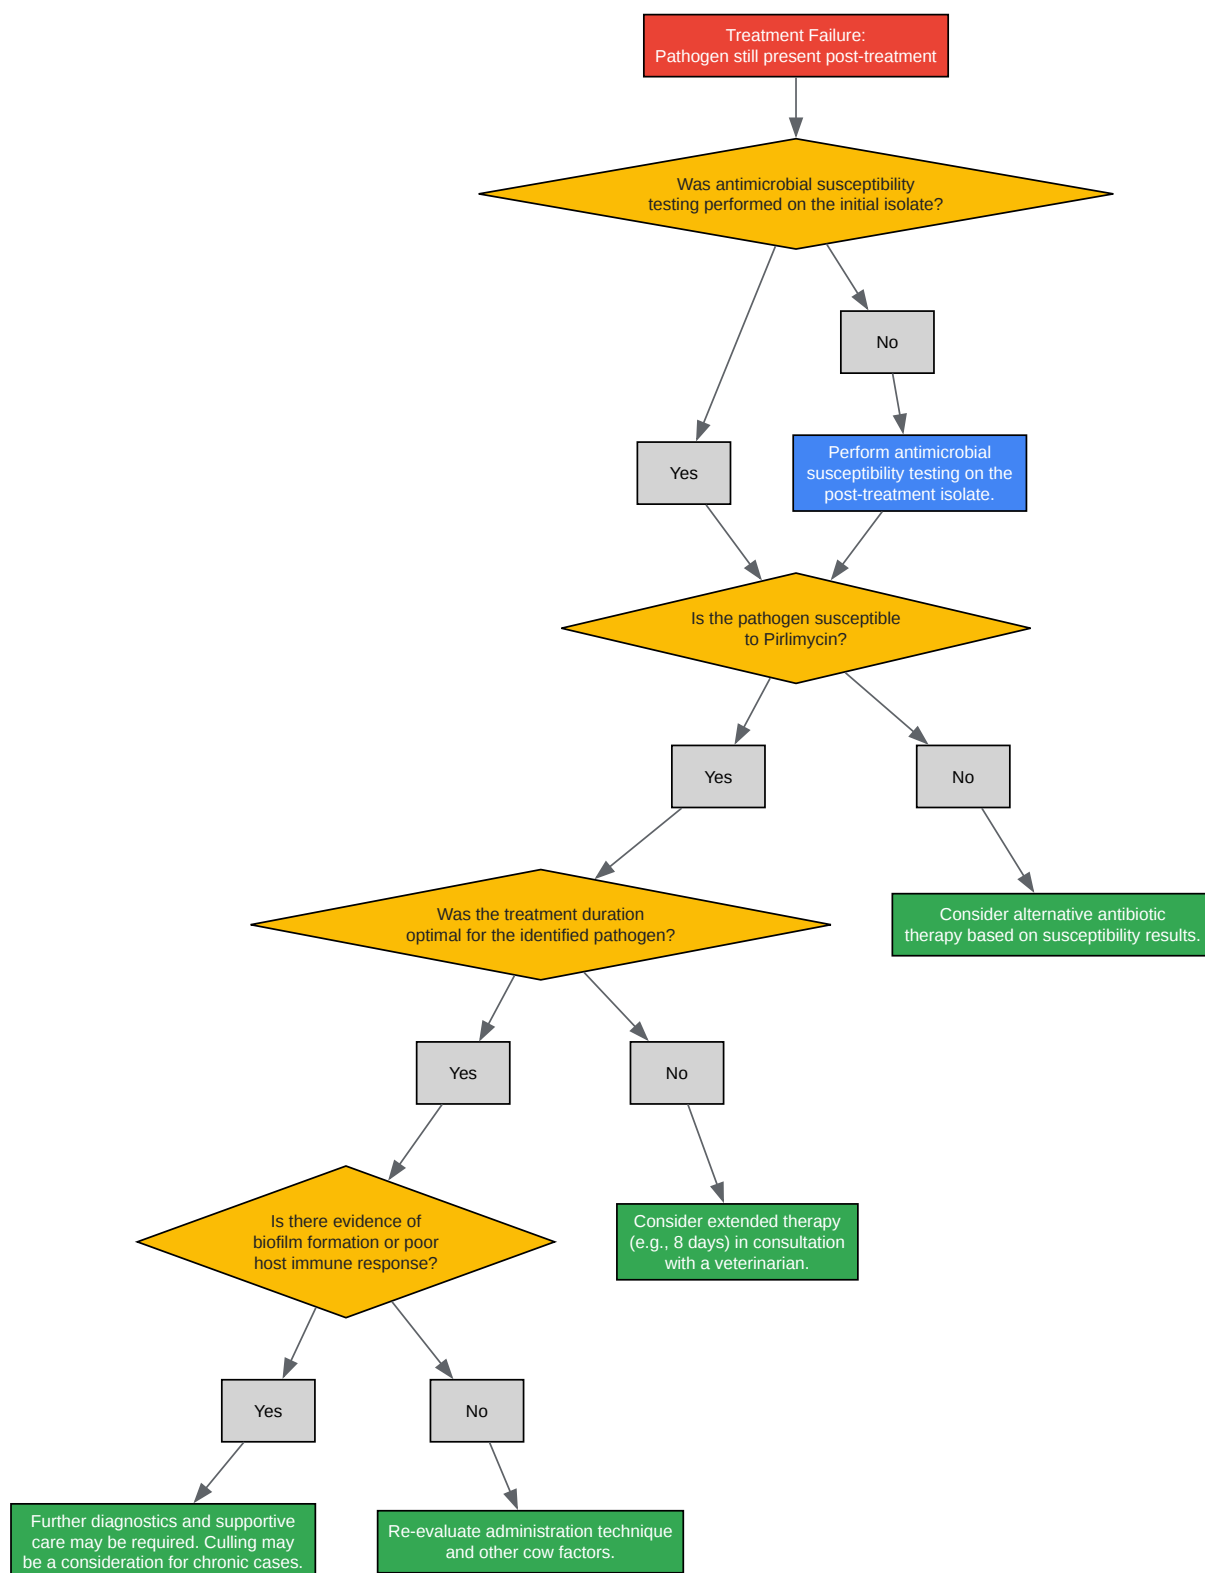 Treatment Failure:
Pathogen still present post-treatment
Was antimicrobial susceptibility
testing performed on the initial isolate?
No
Yes
Perform antimicrobial
susceptibility testing on the
post-treatment isolate.
Is the pathogen susceptible
to Pirlimycin?
Yes
No
Was the treatment duration
optimal for the identified pathogen?
Consider alternative antibiotic
therapy based on susceptibility results.
Yes
No
Is there evidence of
biofilm formation or poor
host immune response?
Consider extended therapy
(e.g., 8 days) in consultation
with a veterinarian.
Yes
No
Further diagnostics and supportive
care may be required. Culling may
be a consideration for chronic cases.
Re-evaluate administration technique
and other cow factors.